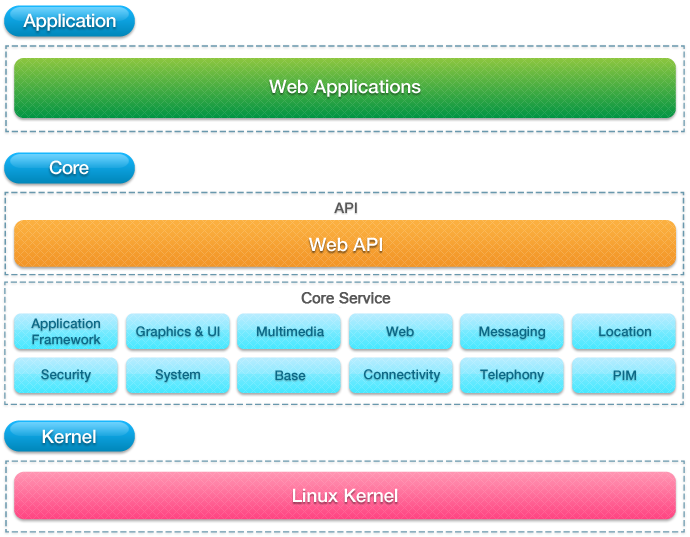 Application
Web Applications
Core
API
Web API
Core Service
Application
Framework
Graphics & UI
Multimedia
Web
Messaging
Location
Security
System
Base
Connectivity
Telephony
PIM
Kernel
Linux Kernel